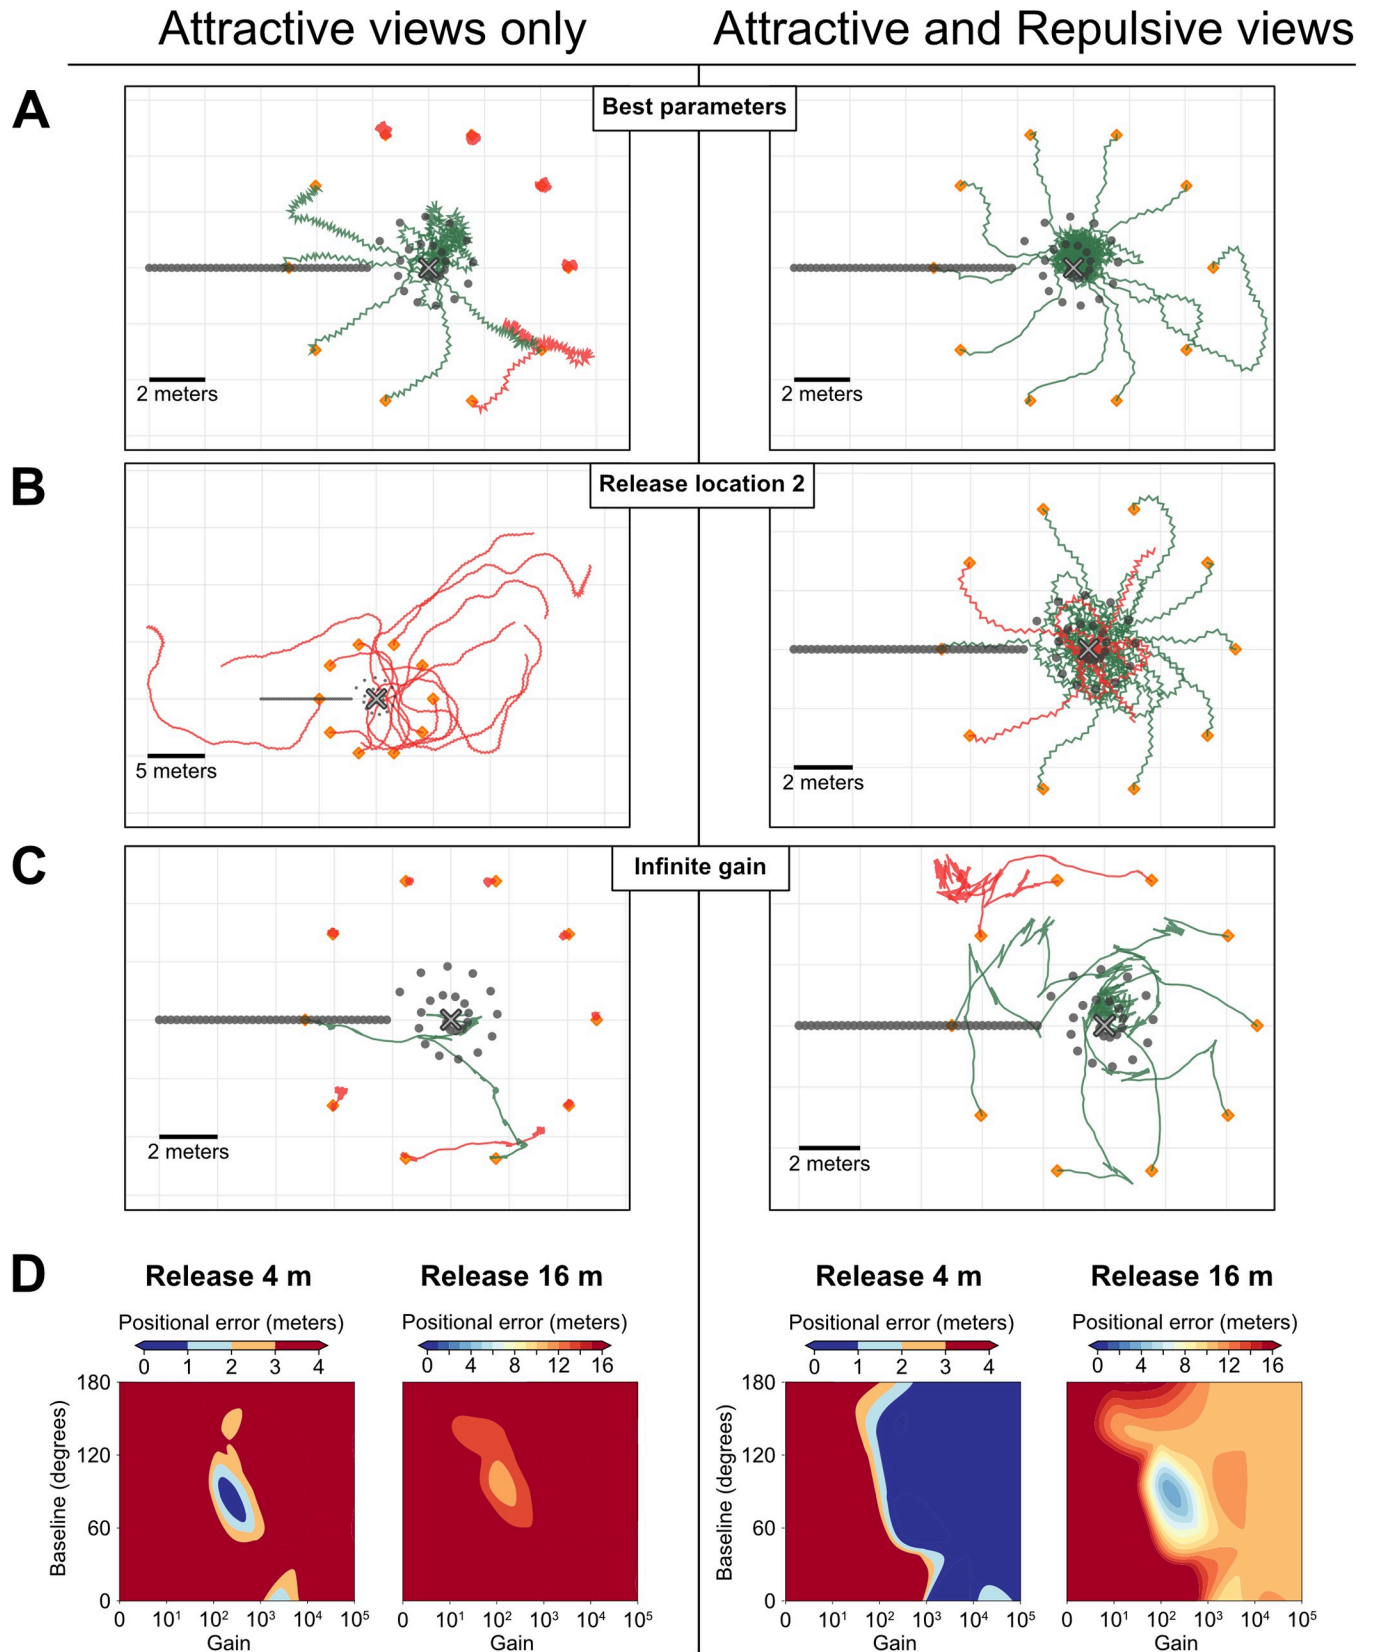 Attractive views only
Attractive and Repulsive views
A
Best parameters
2 meters
2 meters
B
Release location 2
5 meters
2 meters
C
Infinite gain
2 meters
2 meters
D
Release 4 m
Release 16 m
Release 4 m
Release 16 m
Positional error (meters)
Positional error (meters)
Positional error (meters)
Positional error (meters)
0 1 2 3 4
0 4 8 12 16
0 1 2 3 4
0 4 8 12 16
Baseline (degrees)
180
120
60
0
0 10¹ 10² 10³ 10⁴ 10⁵
Gain
0 10¹ 10² 10³ 10⁴ 10⁵
Gain
Baseline (degrees)
180
120
60
0
0 10¹ 10² 10³ 10⁴ 10⁵
Gain
0 10¹ 10² 10³ 10⁴ 10⁵
Gain